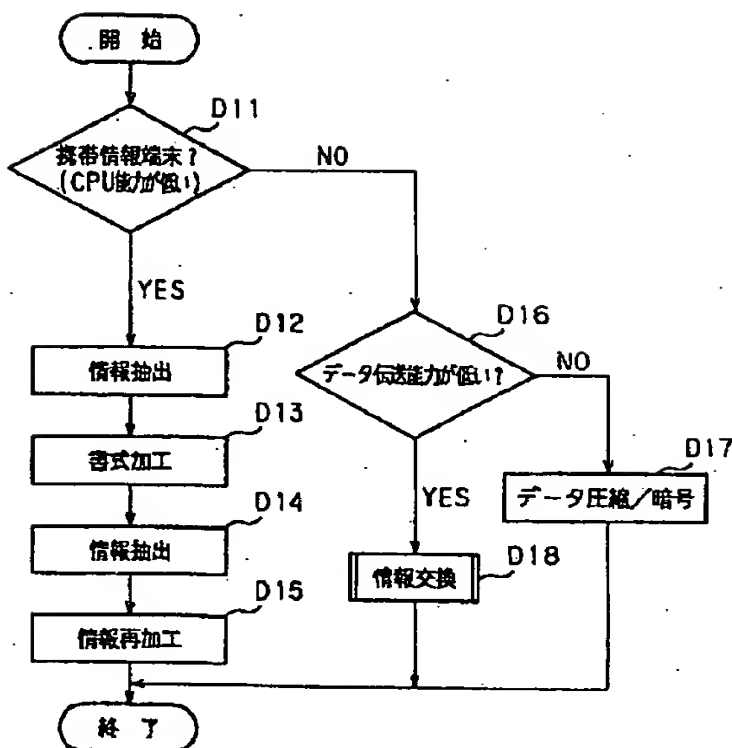 開始
D11
携帯情報端末？
(CPU能力が低い)
NO
YES
D12
情報抽出
D13
書式加工
D14
情報抽出
D15
情報再加工
D16
データ伝送能力が低い？
NO
YES
D17
データ圧縮／暗号
D18
情報交換
終了